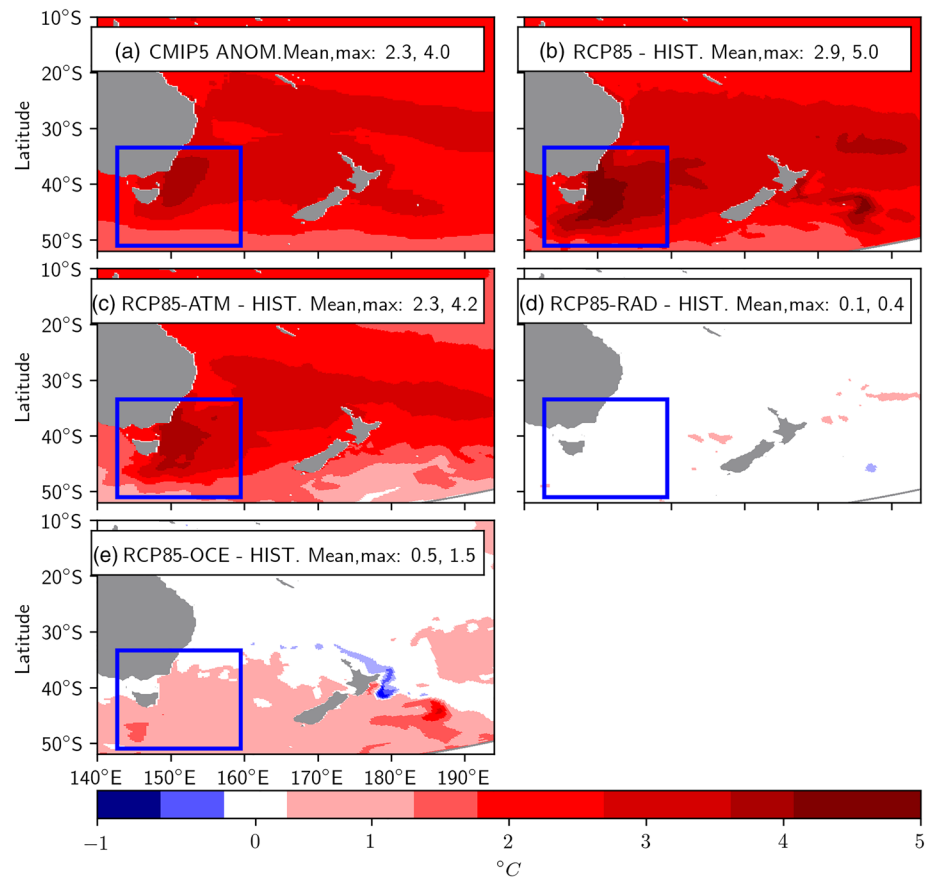 10°S
(a) CMIP5 ANOM.Mean,max: 2.3, 4.0
(b) RCP85 - HIST. Mean,max: 2.9, 5.0
20°S
30°S
40°S
50°S
Latitude
10°S
(c) RCP85-ATM - HIST. Mean,max: 2.3, 4.2
(d) RCP85-RAD - HIST. Mean,max: 0.1, 0.4
20°S
30°S
40°S
50°S
Latitude
10°S
(e) RCP85-OCE - HIST. Mean,max: 0.5, 1.5
20°S
30°S
40°S
50°S
Latitude
140°E 150°E 160°E 170°E 180°E 190°E
−1 0 1 2 3 4 5
°C